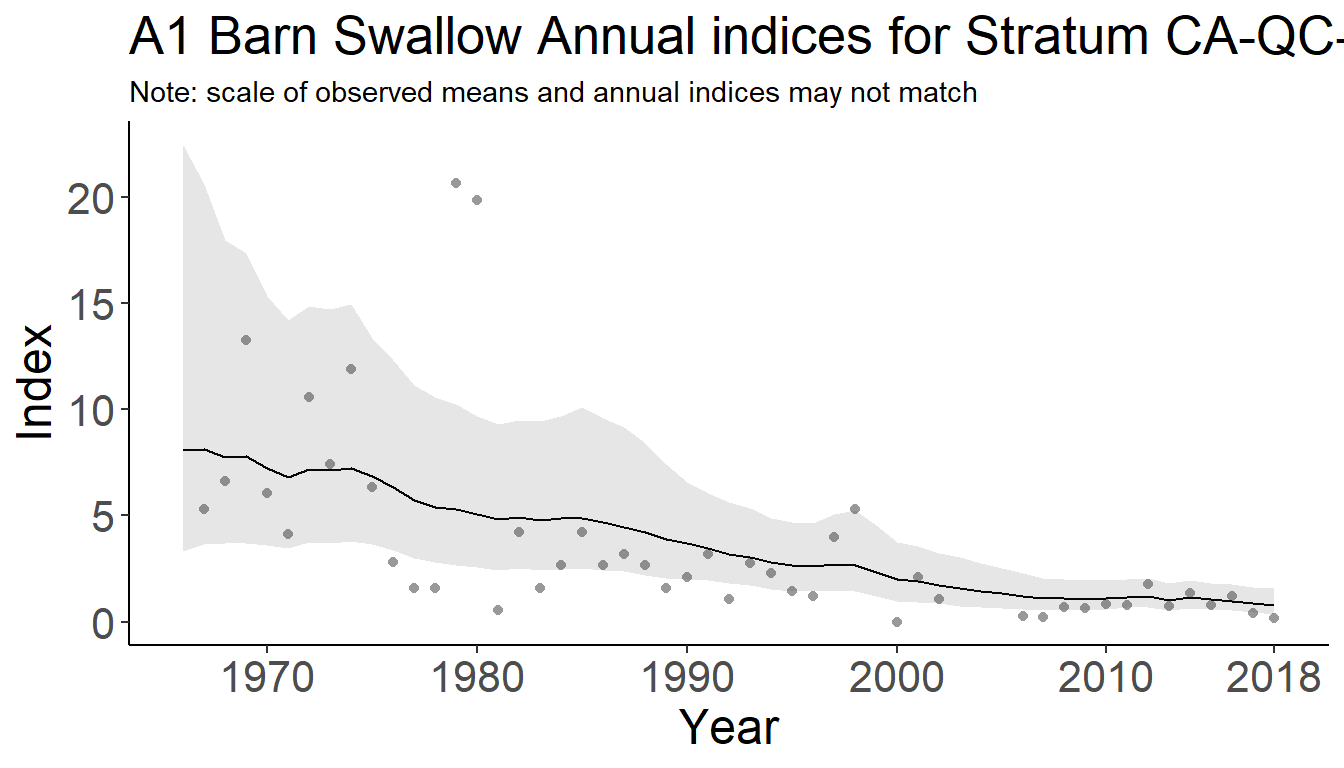 A1 Barn Swallow Annual indices for Stratum CA-QC-
Note: scale of observed means and annual indices may not match
20
15
10
5
0
Index
1970 1980 1990 2000 2010 2018
Year